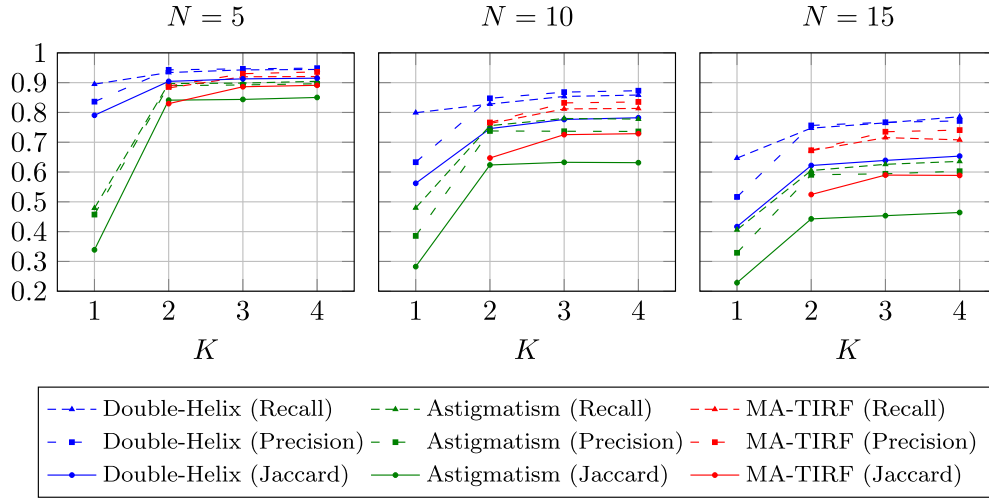 N = 5 N = 10 N = 15
1
0.9
0.8
0.7
0.6
0.5
0.4
0.3
0.2
1 2 3 4 1 2 3 4 1 2 3 4
K K K
Double-Helix (Recall) Astigmatism (Recall) MA-TIRF (Recall)
Double-Helix (Precision) Astigmatism (Precision) MA-TIRF (Precision)
Double-Helix (Jaccard) Astigmatism (Jaccard) MA-TIRF (Jaccard)